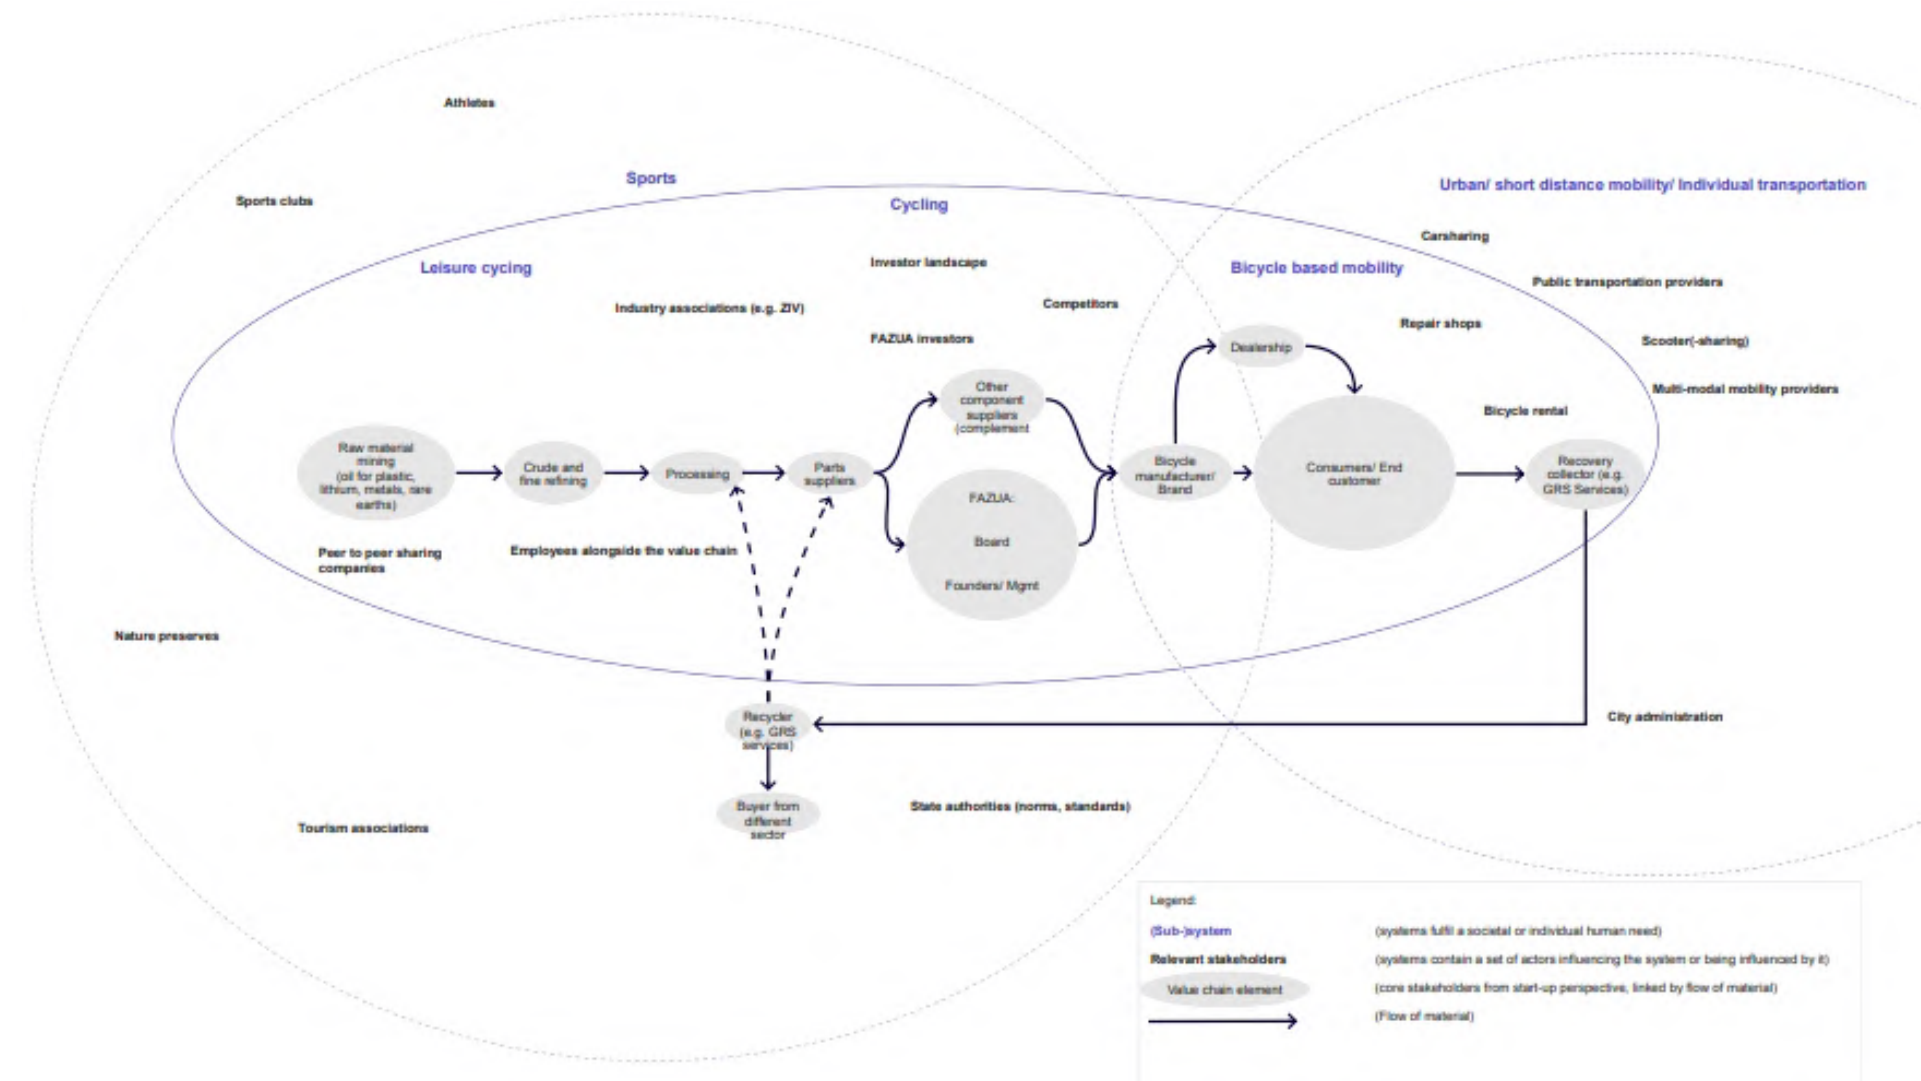 Athletes
Sports
Sports clubs
Urban/ short distance mobility/ Individual transportation
Cycling
Carsharing
Investor landscape
Leisure cycing
Bicycle based mobility
Public transportation providers
Industry associations (e.g. ZIV)
Competitors
Repair shops
FAZUA investors
Scooter(-sharing)
Dealership
Multi-modal mobility providers
Other
component
suppliers
(complement
Bicycle rental
Raw material
mining
(oil for plastic,
lithium, metals, rare
earths)
Crude and
fine refining
Processing
Parts
suppliers
FAZUA:
Board
Founders/ Mgmt
Bicycle
manufacturer/
Brand
Consumers/ End
customer
Recovery
collector (e.g.
GRS Services)
Peer to peer sharing
companies
Employees alongside the value chain
Nature preserves
Recycler
(e.g. GRS
services)
City administration
Buyer from
different
sector
State authorities (norms, standards)
Tourism associations
Legend:
(Sub-)system
(systems fulfil a societal or individual human need)
Relevant stakeholders
(systems contain a set of actors influencing the system or being influenced by it)
Value chain element
(core stakeholders from start-up perspective, linked by flow of material)
(Flow of material)